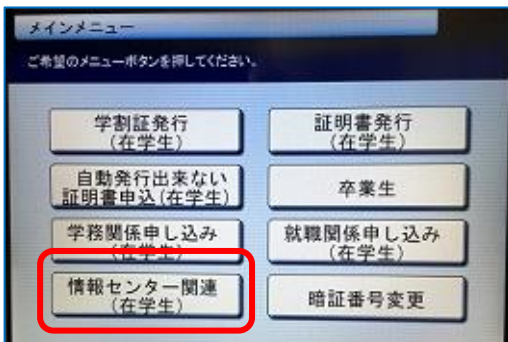 メインメニュー
ご希望のメニューボタンを押してください。
学割証発行
(在学生)
証明書発行
(在学生)
自動発行出来ない
証明書申込(在学生)
卒業生
学務関係申し込み
(在学生)
就職関係申し込み
(在学生)
情報センター関連
(在学生)
暗証番号変更